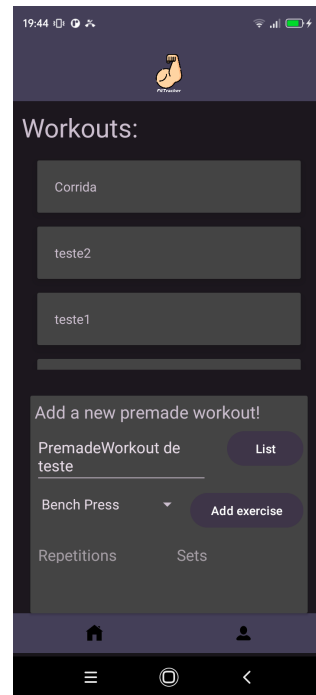 19:44
FitTracker
Workouts:
Corrida
teste2
teste1
Add a new premade workout!
PremadeWorkout de
teste
List
Bench Press
Add exercise
Repetitions
Sets